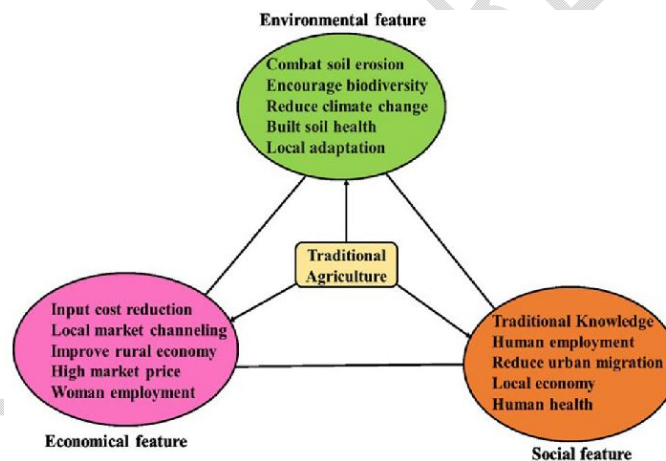 Environmental feature
Combat soil erosion
Encourage biodiversity
Reduce climate change
Built soil health
Local adaptation
Traditional
Agriculture
Input cost reduction
Local market channeling
Improve rural economy
High market price
Woman employment
Economical feature
Traditional Knowledge
Human employment
Reduce urban migration
Local economy
Human health
Social feature